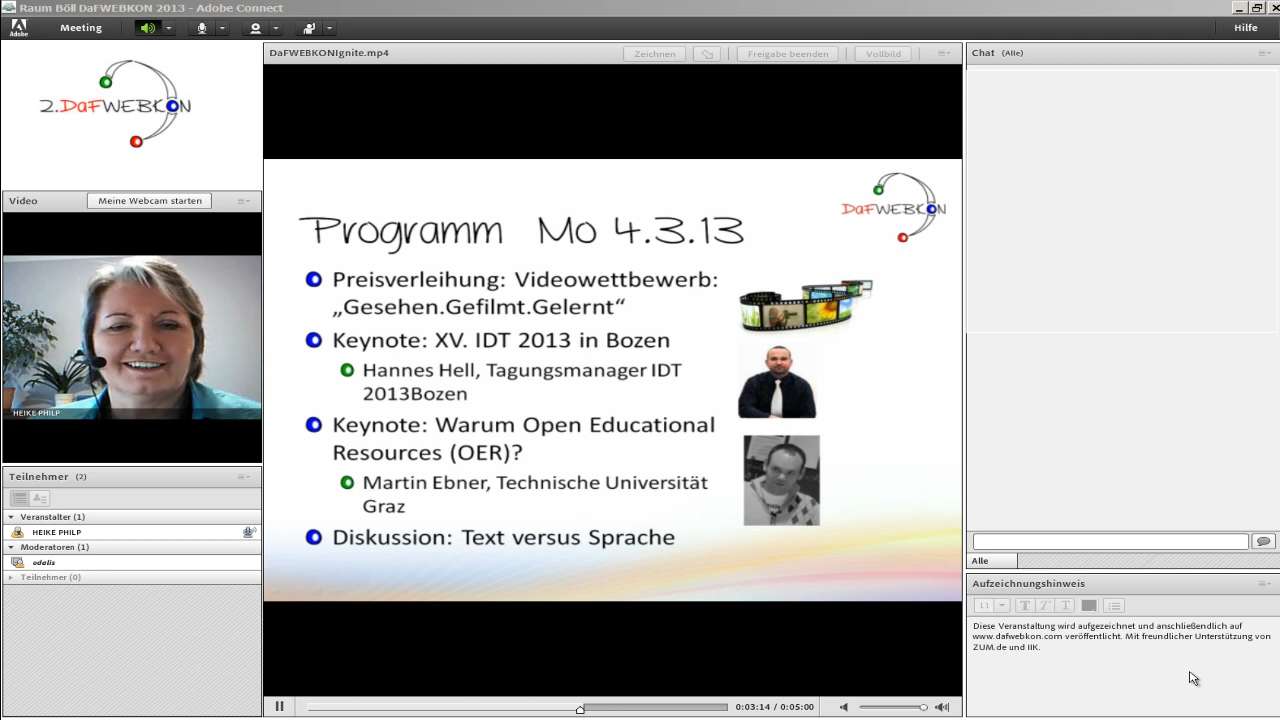 Raum Böll DaFWEBKON 2013 - Adobe Connect
Adobe
Meeting
Hilfe
2.DaFWEBKON
Video
Meine Webcam starten
HEIKE PHILP
Teilnehmer (2)
Veranstalter (1)
HEIKE PHILP
Moderatoren (1)
odalis
Teilnehmer (0)
DaFWEBKONIgnite.mp4
Zeichnen
Freigabe beenden
Vollbild
DaFWEBKON
Programm Mo 4.3.13
Preisverleihung: Videowettbewerb:
„Gesehen.Gefilmt.Gelernt“
Keynote: XV. IDT 2013 in Bozen
Hannes Hell, Tagungsmanager IDT
2013Bozen
Keynote: Warum Open Educational
Resources (OER)?
Martin Ebner, Technische Universität
Graz
Diskussion: Text versus Sprache
0:03:14 / 0:05:00
Chat (Alle)
Alle
Aufzeichnungshinweis
11
Diese Veranstaltung wird aufgezeichnet und anschließendlich auf
www.dafwebkon.com veröffentlicht. Mit freundlicher Unterstützung von
ZUM.de und IIK.